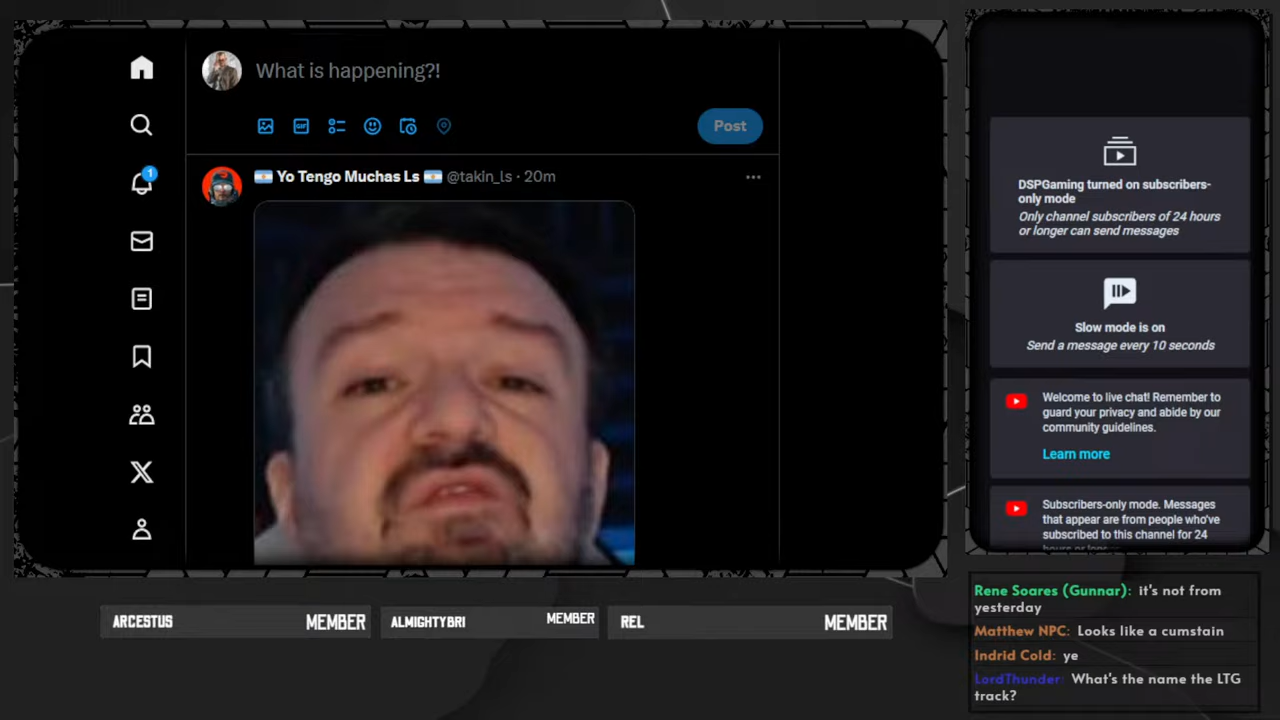 What is happening?!
GIF
Post
1
🇦🇷 Yo Tengo Muchas Ls 🇦🇷 @takin_ls · 20m
DSPGaming turned on subscribers-
only mode
Only channel subscribers of 24 hours
or longer can send messages
Slow mode is on
Send a message every 10 seconds
Welcome to live chat! Remember to
guard your privacy and abide by our
community guidelines.
Learn more
Subscribers-only mode. Messages
that appear are from people who've
subscribed to this channel for 24
hours or long
Rene Soares (Gunnar): it's not from
yesterday
Matthew NPC: Looks like a cumstain
Indrid Cold: ye
LordThunder: What's the name the LTG
track?
ARCESTUS MEMBER
ALMIGHTYBRI MEMBER
REL MEMBER